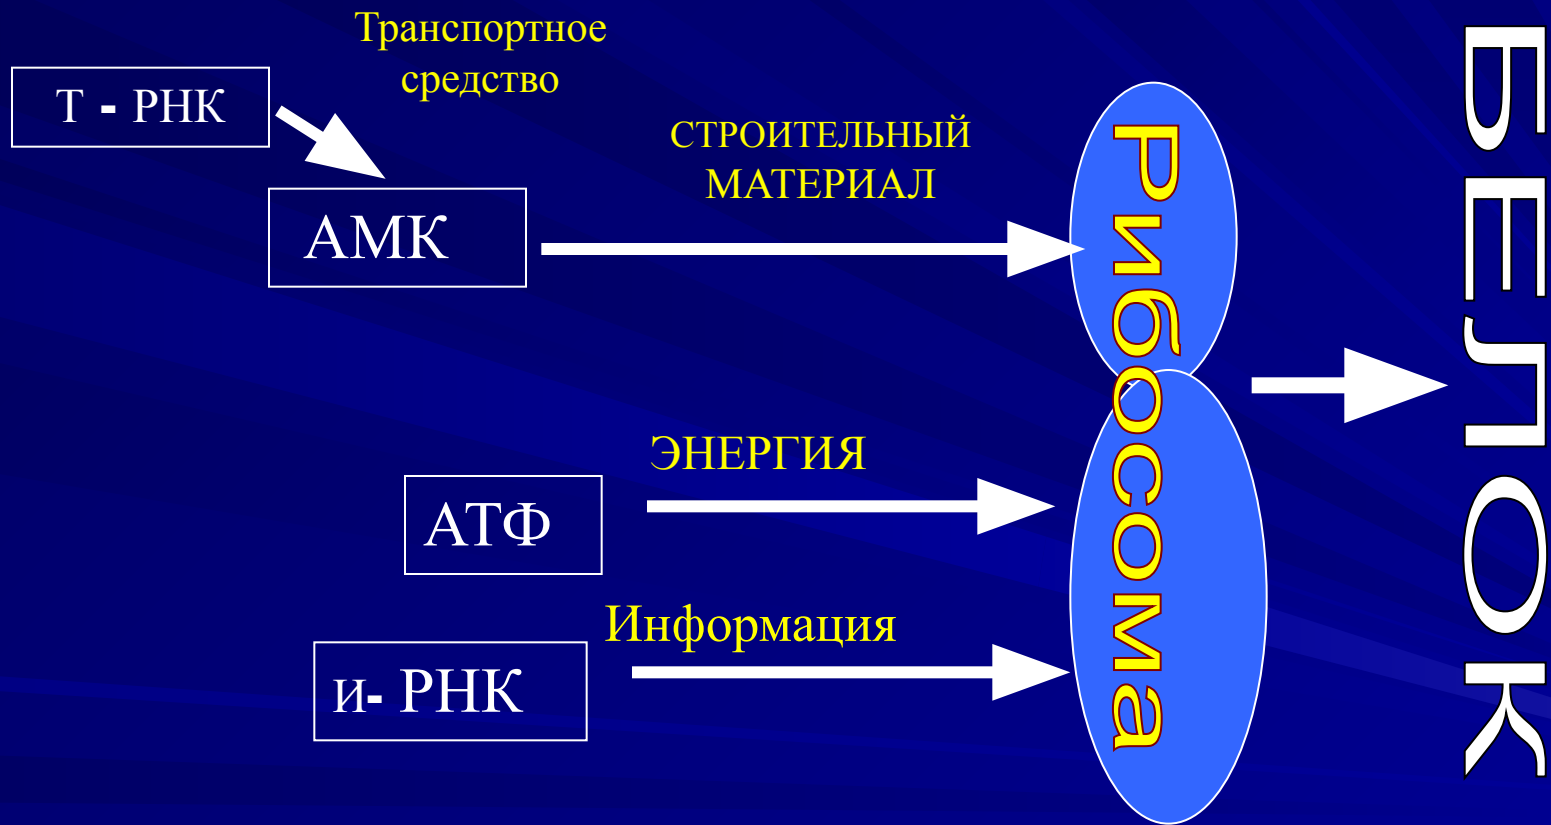 Транспортное
средство
Т - РНК
СТРОИТЕЛЬНЫЙ
МАТЕРИАЛ
АМК
ЭНЕРГИЯ
АТФ
Информация
и- РНК
Рибосома
БЕЛОК